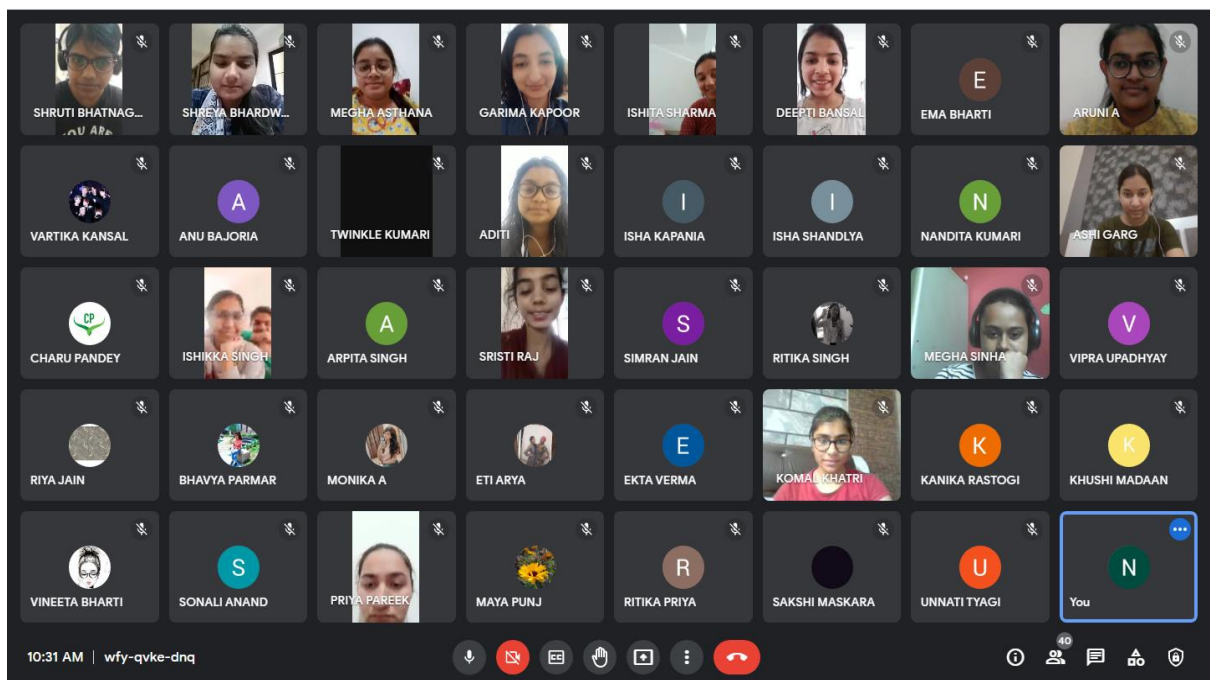 SHRUTI BHATNAG...
SHREYA BHARDW...
MEGHA ASTHANA
GARIMA KAPOOR
ISHITA SHARMA
DEEPTI BANSAL
E
EMA BHARTI
ARUNI A
YOU ARE
VARTIKA KANSAL
A
ANU BAJORIA
TWINKLE KUMARI
ADITI
I
ISHA KAPANIA
I
ISHA SHANDLYA
N
NANDITA KUMARI
ASHI GARG
CP
CHARU PANDEY
ISHIKKA SINGH
A
ARPITA SINGH
SRISTI RAJ
S
SIMRAN JAIN
RITIKA SINGH
MEGHA SINHA
V
VIPRA UPADHYAY
RIYA JAIN
BHAVYA PARMAR
MONIKA A
ETI ARYA
E
EKTA VERMA
KOMAL KHATRI
K
KANIKA RASTOGI
K
KHUSHI MADAAN
VINEETA BHARTI
S
SONALI ANAND
PRIYA PAREEK
MAYA PUNJ
R
RITIKA PRIYA
SAKSHI MASKARA
U
UNNATI TYAGI
N
You
10:31 AM | wfy-qvke-dnq
CC
40